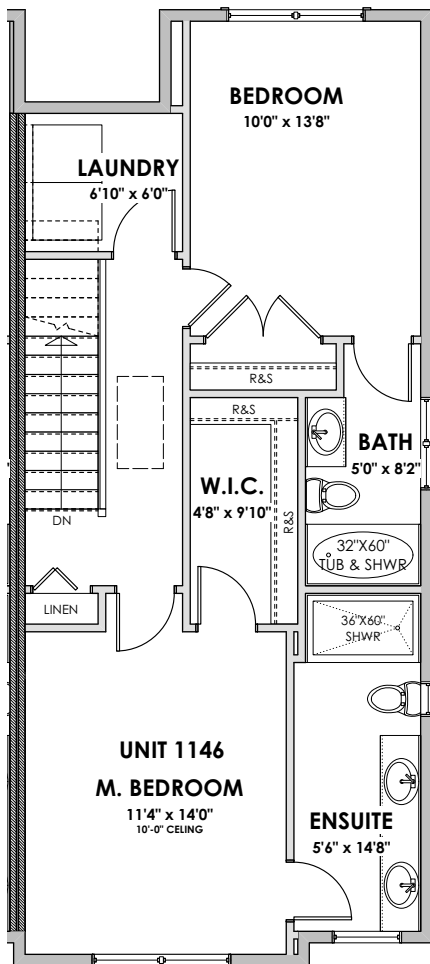 BEDROOM
10'0" x 13'8"
LAUNDRY
6'10" x 6'0"
R&S
R&S
BATH
5'0" x 8'2"
W.I.C.
4'8" x 9'10"
R&S
DN
32"X60"
TUB & SHWR
LINEN
36"X60"
SHWR
UNIT 1146
M. BEDROOM
11'4" x 14'0"
10'-0" CELING
ENSUITE
5'6" x 14'8"